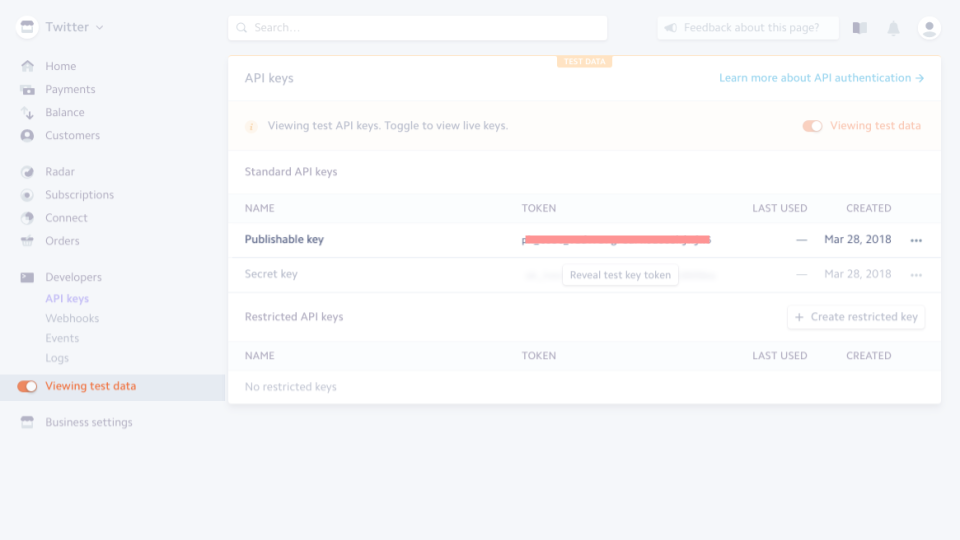 Twitter
Search...
Feedback about this page?
Home
Payments
Balance
Customers
Radar
Subscriptions
Connect
Orders
Developers
API keys
Webhooks
Events
Logs
Viewing test data
Business settings
TEST DATA
API keys
Learn more about API authentication →
Viewing test API keys. Toggle to view live keys.
Viewing test data
Standard API keys
NAME TOKEN LAST USED CREATED
Publishable key — Mar 28, 2018
Secret key Reveal test key token — Mar 28, 2018
Restricted API keys
+ Create restricted key
NAME TOKEN LAST USED CREATED
No restricted keys